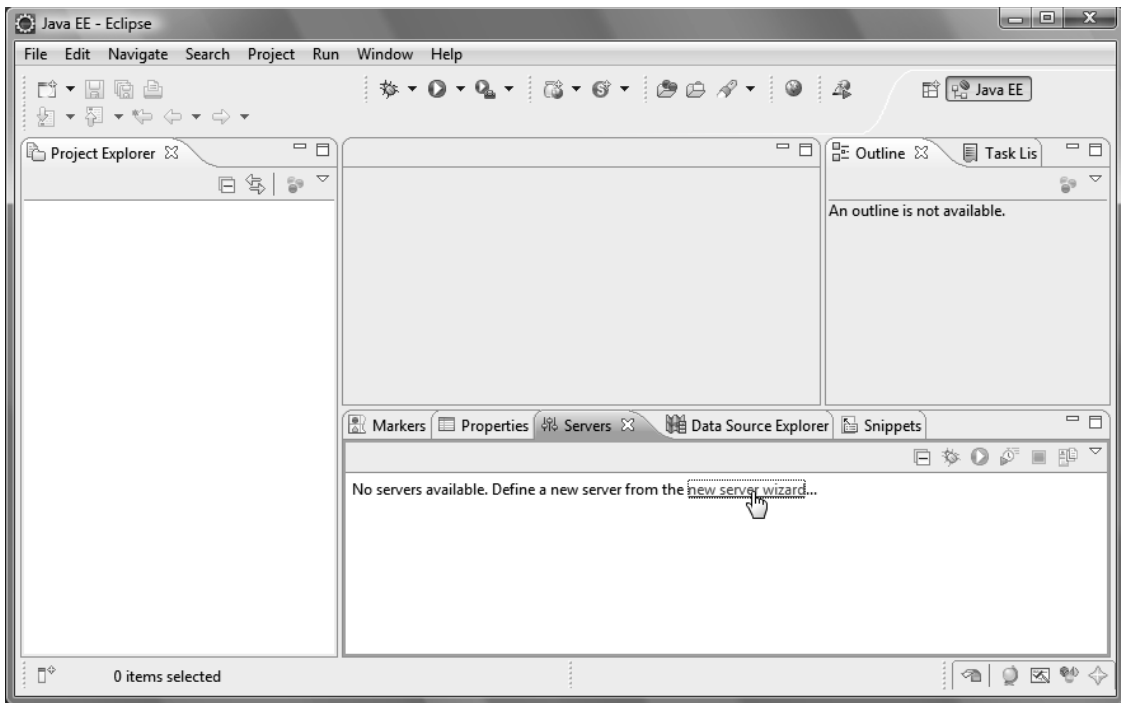 Java EE - Eclipse
File Edit Navigate Search Project Run Window Help
Java EE
Project Explorer
Outline Task Lis
An outline is not available.
Markers Properties Servers Data Source Explorer Snippets
No servers available. Define a new server from the new server wizard...
0 items selected